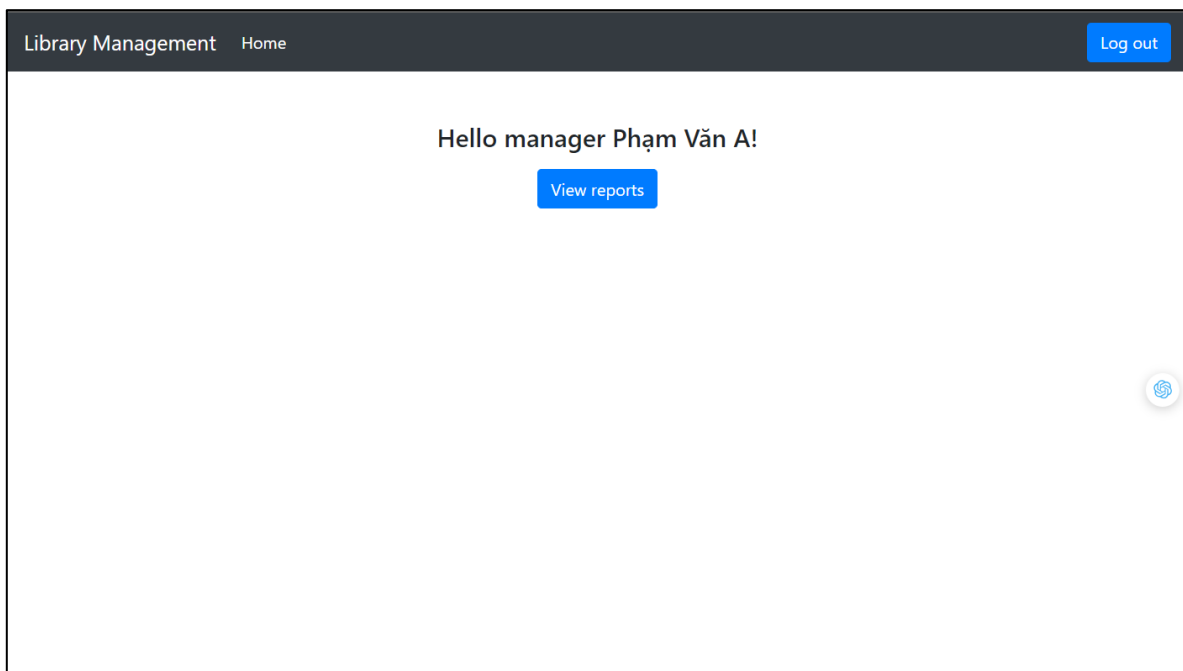 Library Management Home Log out
Hello manager Phạm Văn A!
View reports